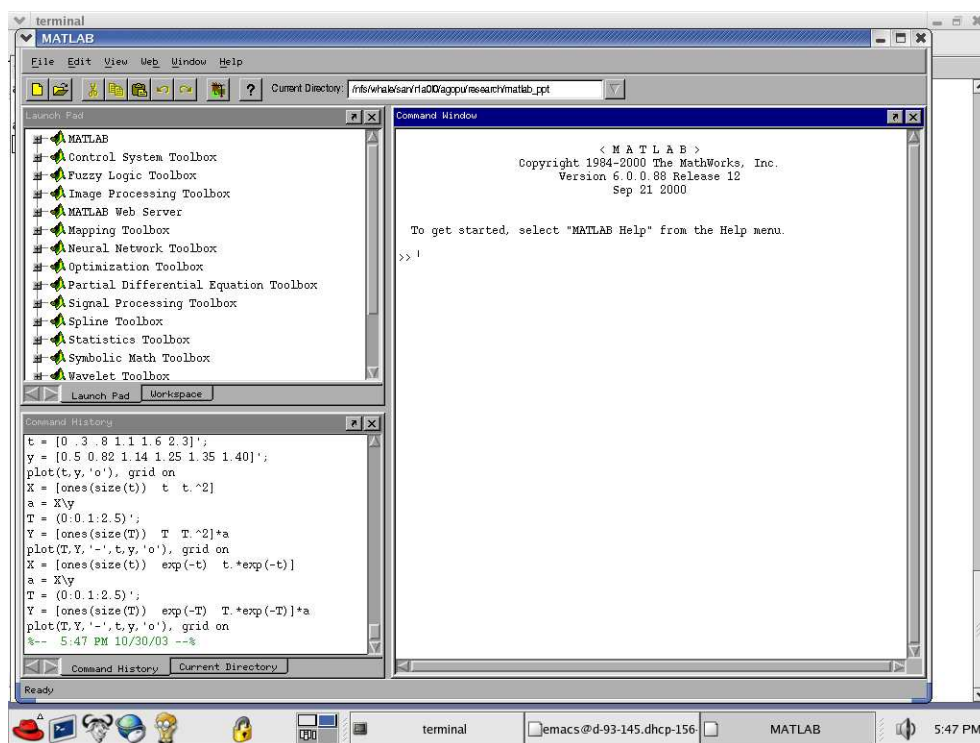 terminal
MATLAB
File Edit View Web Window Help
? Current Directory: /nfs/whale/san/r1a0l0/agopu/research/matlab_ppt
Launch Pad
MATLAB
Control System Toolbox
Fuzzy Logic Toolbox
Image Processing Toolbox
MATLAB Web Server
Mapping Toolbox
Neural Network Toolbox
Optimization Toolbox
Partial Differential Equation Toolbox
Signal Processing Toolbox
Spline Toolbox
Statistics Toolbox
Symbolic Math Toolbox
Wavelet Toolbox
Launch Pad Workspace
Command History
t = [0 .3 .8 1.1 1.6 2.3]';
y = [0.5 0.82 1.14 1.25 1.35 1.40]';
plot(t,y,'o'), grid on
X = [ones(size(t)) t t.^2]
a = X\y
T = (0:0.1:2.5)';
Y = [ones(size(T)) T T.^2]*a
plot(T,Y,'-',t,y,'o'), grid on
X = [ones(size(t)) exp(-t) t.*exp(-t)]
a = X\y
T = (0:0.1:2.5)';
Y = [ones(size(T)) exp(-T) T.*exp(-T)]*a
plot(T,Y,'-',t,y,'o'), grid on
%-- 5:47 PM 10/30/03 --%
Command History Current Directory
Command Window
< M A T L A B >
Copyright 1984-2000 The MathWorks, Inc.
Version 6.0.0.88 Release 12
Sep 21 2000
To get started, select "MATLAB Help" from the Help menu.
>>
Ready
terminal emacs@d-93-145.dhcp-156- MATLAB 5:47 PM